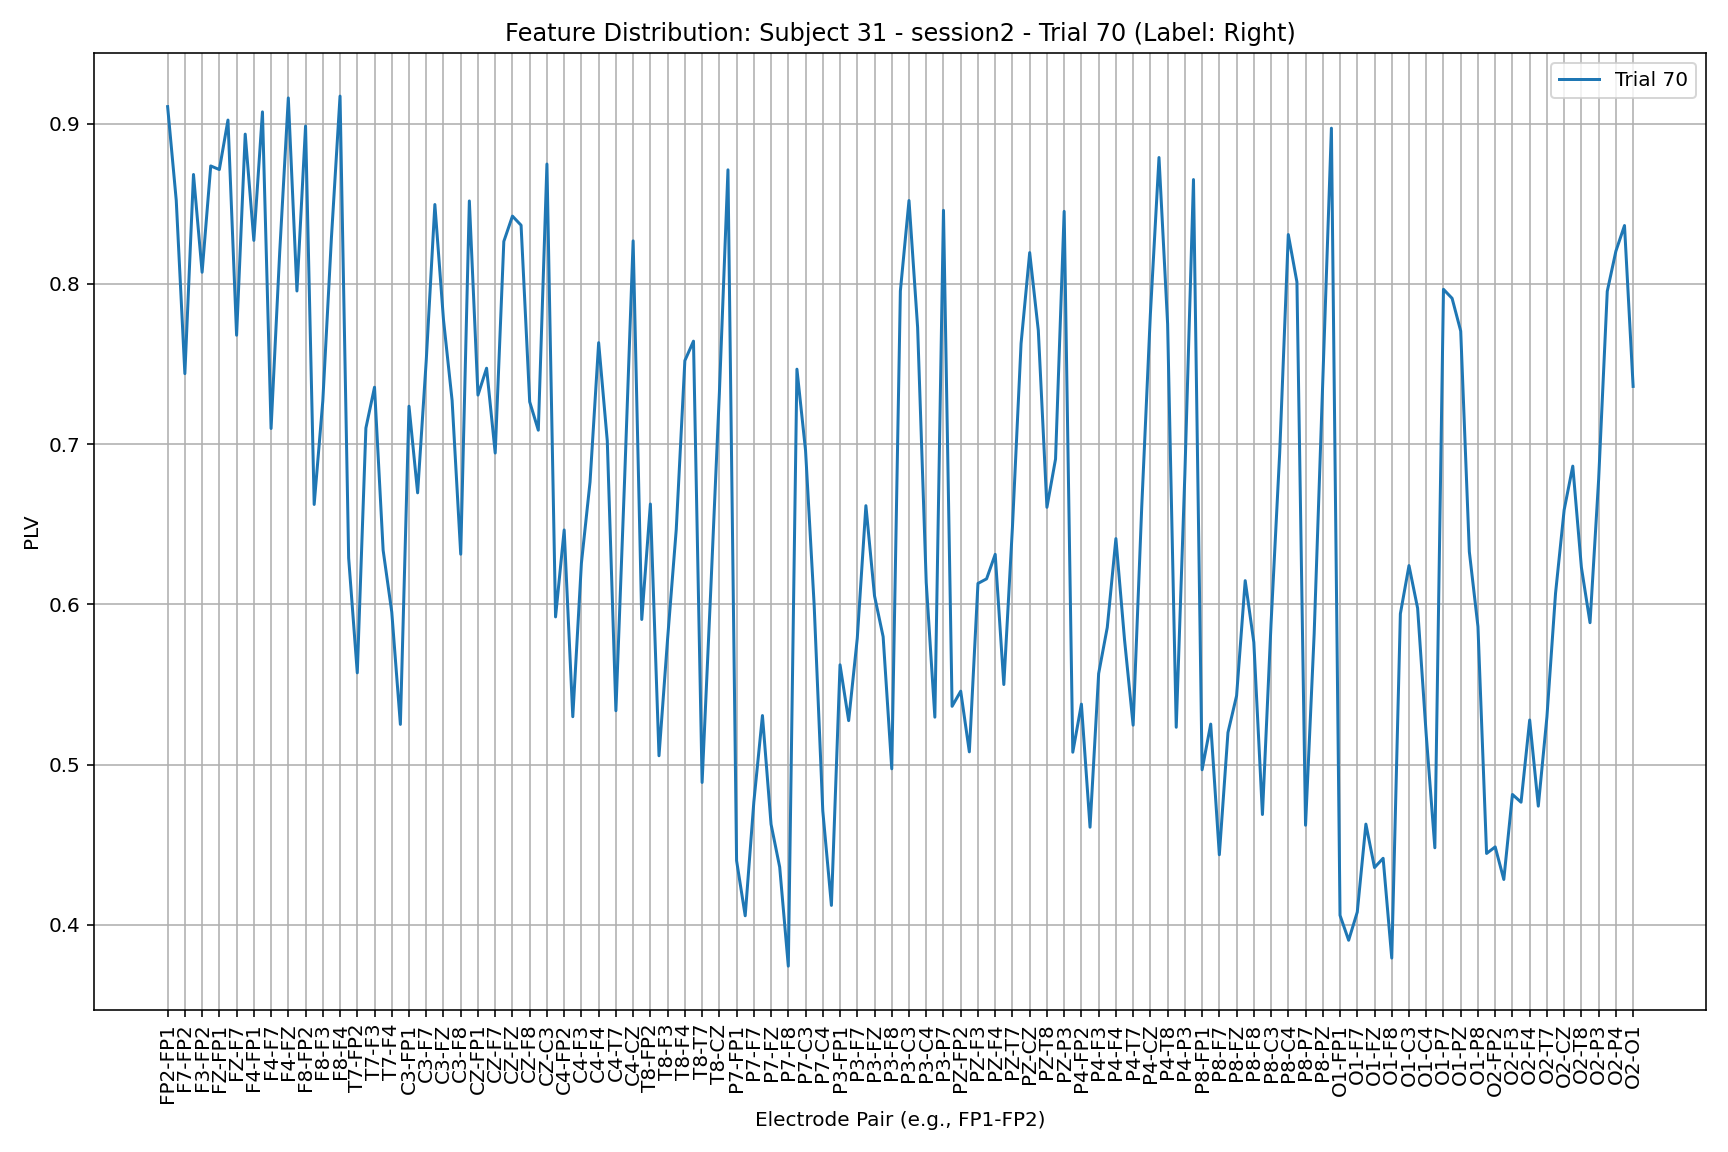 Feature Distribution: Subject 31 - session2 - Trial 70 (Label: Right)
Trial 70
0.9
0.8
0.7
0.6
0.5
0.4
PLV
FP2-FP1
F7-FP2
F3-FP2
FZ-FP1
FZ-F7
F4-FP1
F4-F7
F4-FZ
F8-FP2
F8-F3
F8-F4
T7-FP2
T7-F3
T7-F4
C3-FP1
C3-F7
C3-FZ
C3-F8
CZ-FP1
CZ-F7
CZ-FZ
CZ-F8
CZ-C3
C4-FP2
C4-F3
C4-F4
C4-T7
C4-CZ
T8-FP2
T8-F3
T8-F4
T8-T7
T8-CZ
P7-FP1
P7-F7
P7-FZ
P7-F8
P7-C3
P7-C4
P3-FP1
P3-F7
P3-FZ
P3-F8
P3-C3
P3-C4
P3-P7
PZ-FP2
PZ-F3
PZ-F4
PZ-T7
PZ-CZ
PZ-T8
PZ-P3
P4-FP2
P4-F3
P4-F4
P4-T7
P4-CZ
P4-T8
P4-P3
P8-FP1
P8-F7
P8-FZ
P8-F8
P8-C3
P8-C4
P8-P7
P8-PZ
O1-FP1
O1-F7
O1-FZ
O1-F8
O1-C3
O1-C4
O1-P7
O1-PZ
O1-P8
O2-FP2
O2-F3
O2-F4
O2-T7
O2-CZ
O2-T8
O2-P3
O2-P4
O2-O1
Electrode Pair (e.g., FP1-FP2)